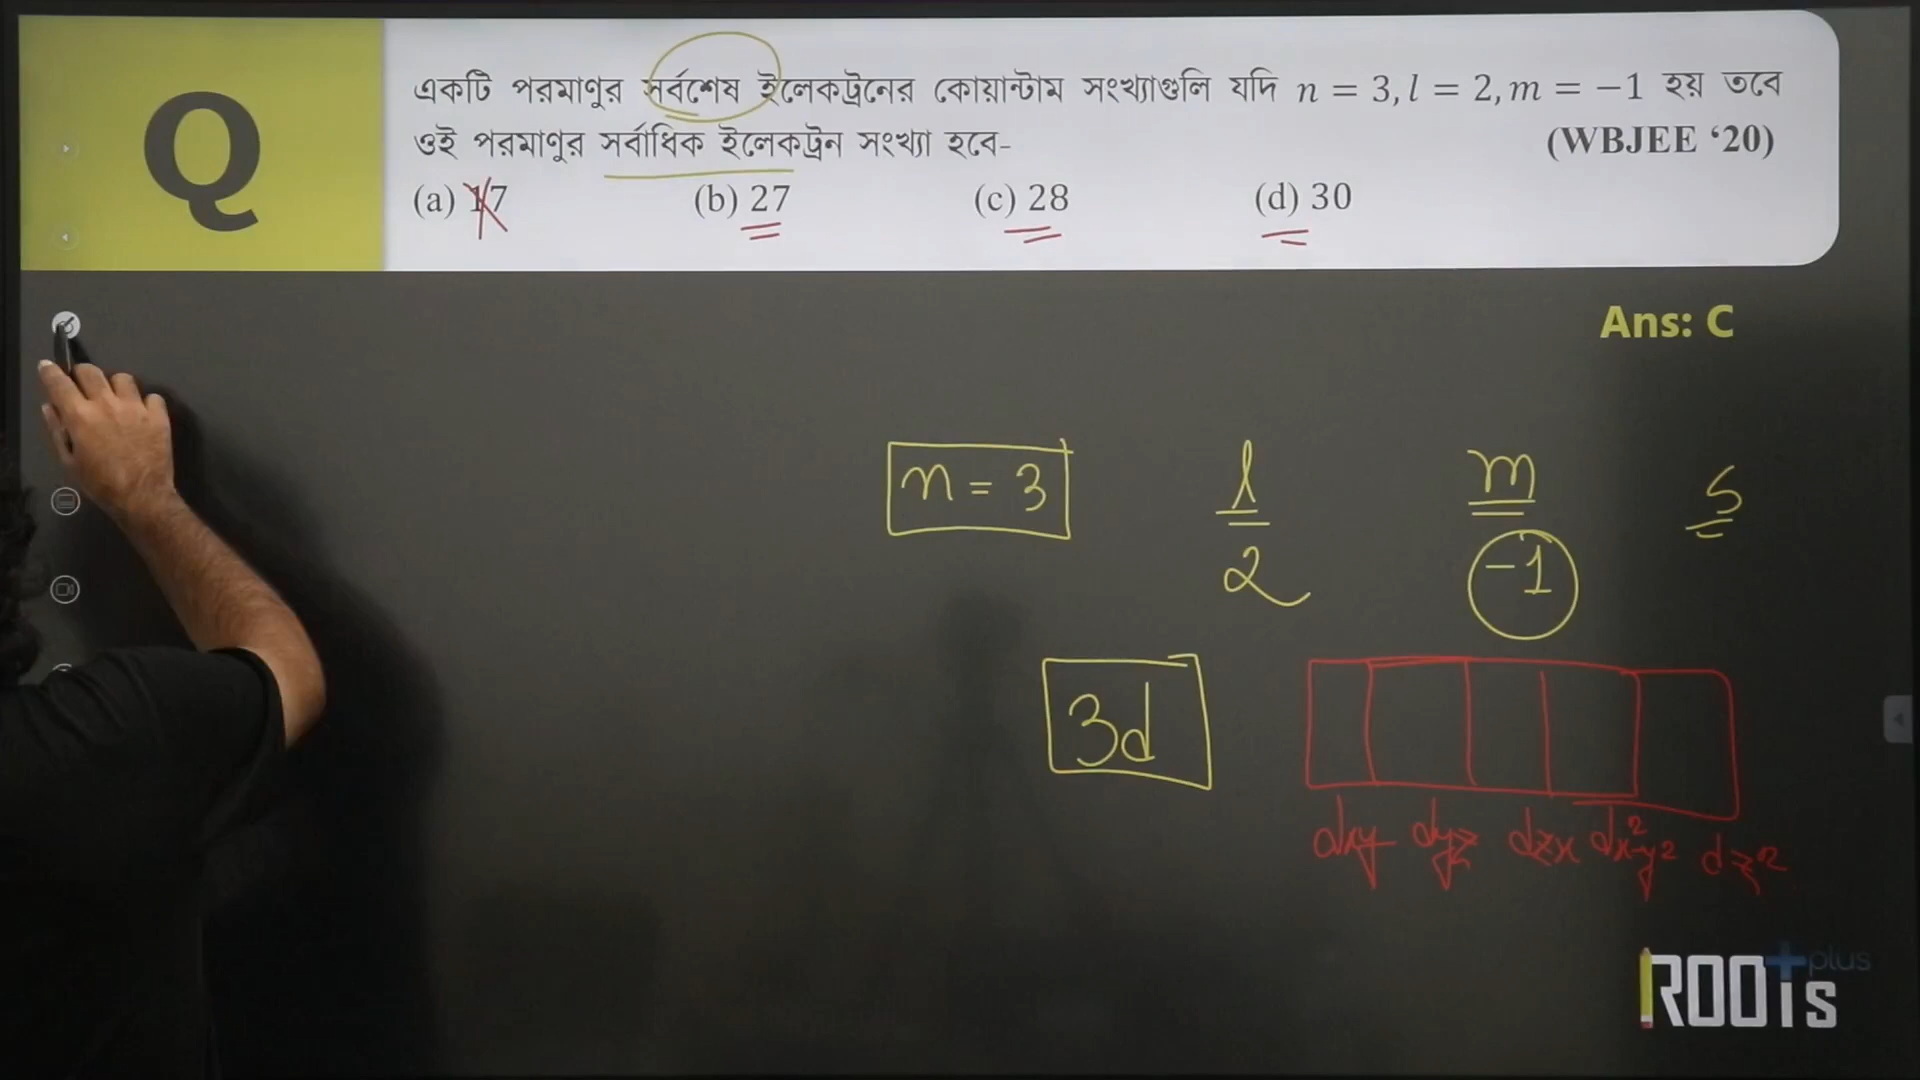 Q
একটি পরমাণুর সর্বশেষ ইলেকট্রনের কোয়ান্টাম সংখ্যাগুলি যদি n = 3, l = 2, m = −1 হয় তবে
ওই পরমাণুর সর্বাধিক ইলেকট্রন সংখ্যা হবে-
(WBJEE ‘20)
(a) 17 (b) 27 (c) 28 (d) 30
Ans: C
n = 3 l m s
2 -1
3d
dxy dyz dzx dx²-y² dz²
ROOTS plus